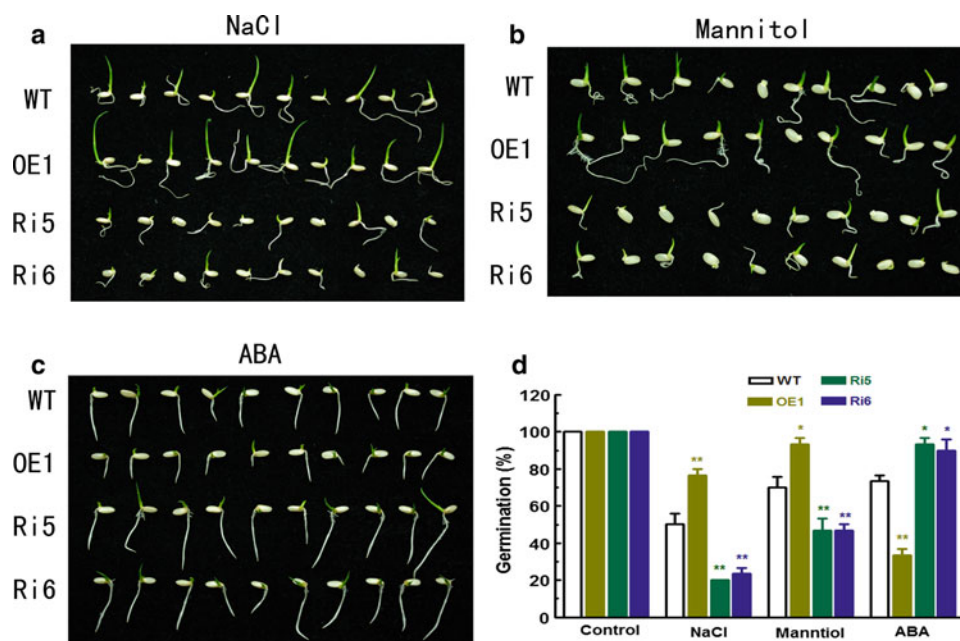 a
NaCl
WT
OE1
Ri5
Ri6
b
Mannitol
WT
OE1
Ri5
Ri6
c
ABA
WT
OE1
Ri5
Ri6
d
WT
Ri5
OE1
Ri6
Germination (%)
120
100
80
60
40
20
0
**
**
**
*
**
**
**
*
*
Control
NaCl
Manntiol
ABA